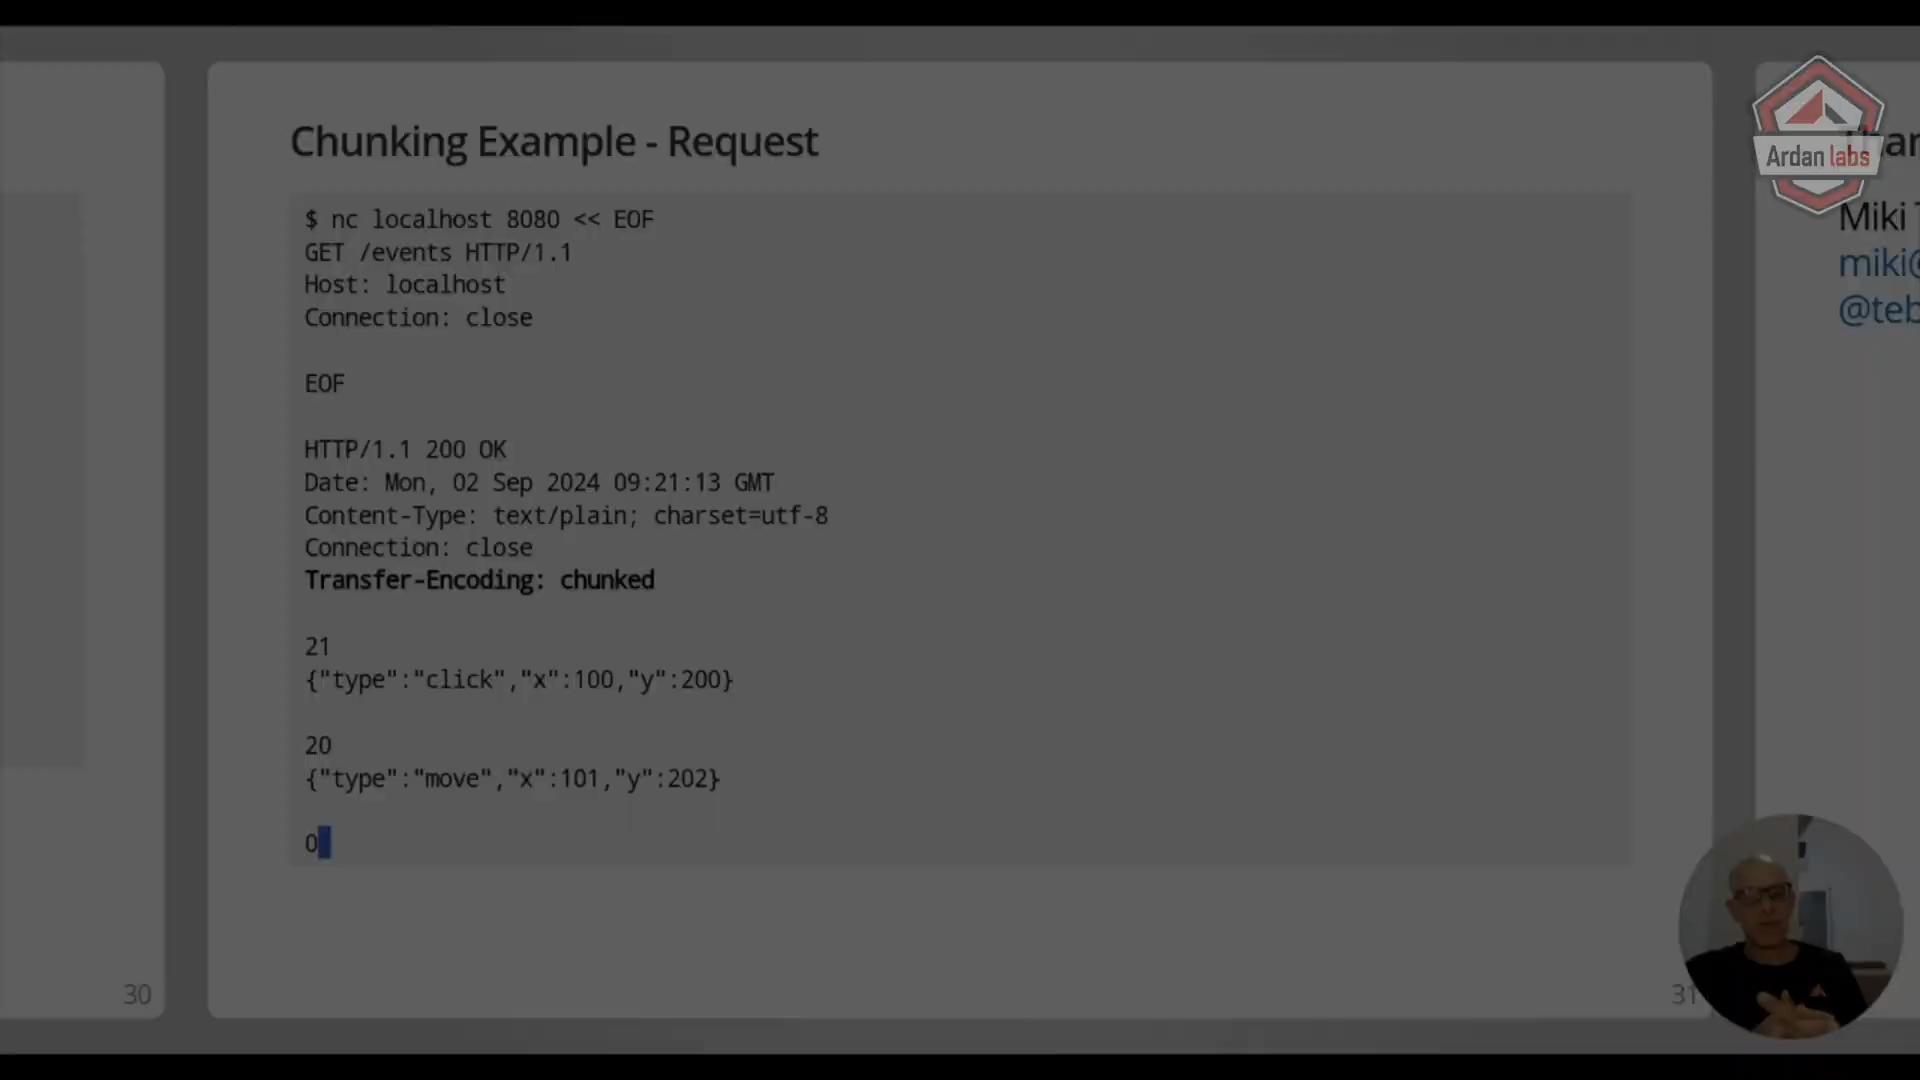 Chunking Example - Request
$ nc localhost 8080 << EOF
GET /events HTTP/1.1
Host: localhost
Connection: close
EOF
HTTP/1.1 200 OK
Date: Mon, 02 Sep 2024 09:21:13 GMT
Content-Type: text/plain; charset=utf-8
Connection: close
Transfer-Encoding: chunked
21
{"type":"click","x":100,"y":200}
20
{"type":"move","x":101,"y":202}
0
30
31
Ardan labs
Miki
miki@
@teb